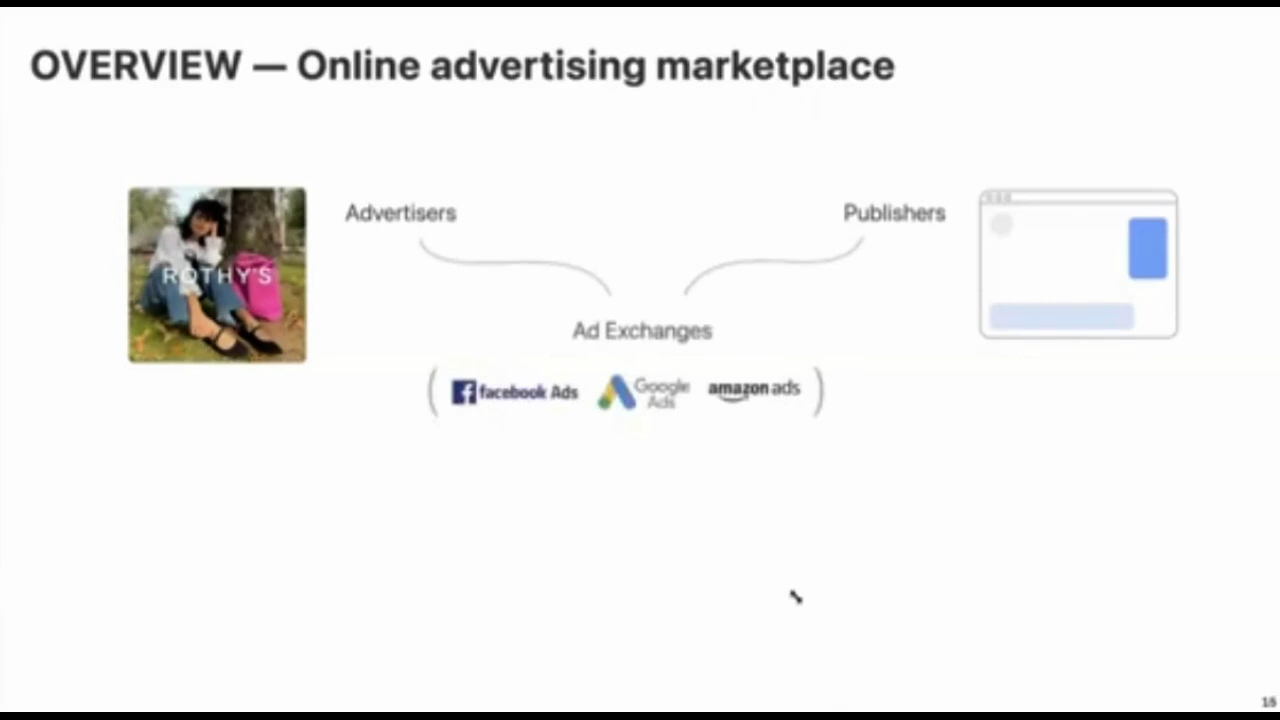 OVERVIEW — Online advertising marketplace
Advertisers
Publishers
ROTHY'S
Ad Exchanges
facebook Ads
Google Ads
amazon ads
15